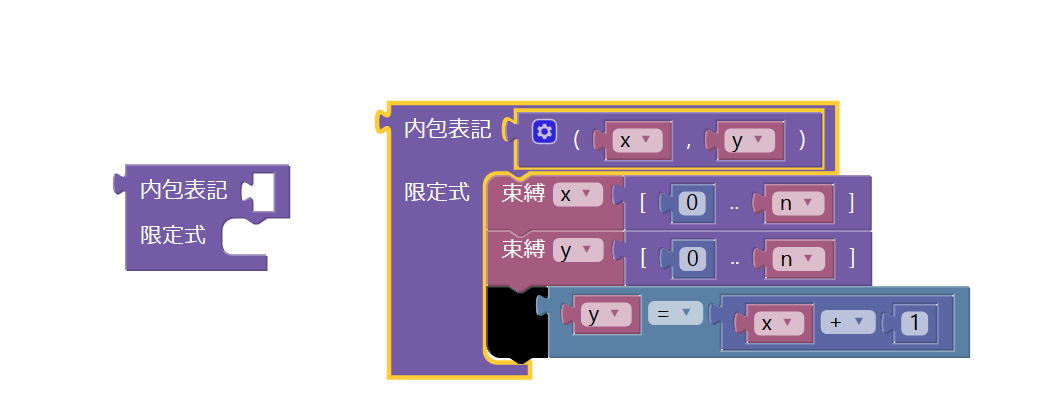 内包表記 ( x , y )
限定式 束縛 x [ 0 .. n ]
束縛 y [ 0 .. n ]
y = x + 1
内包表記
限定式